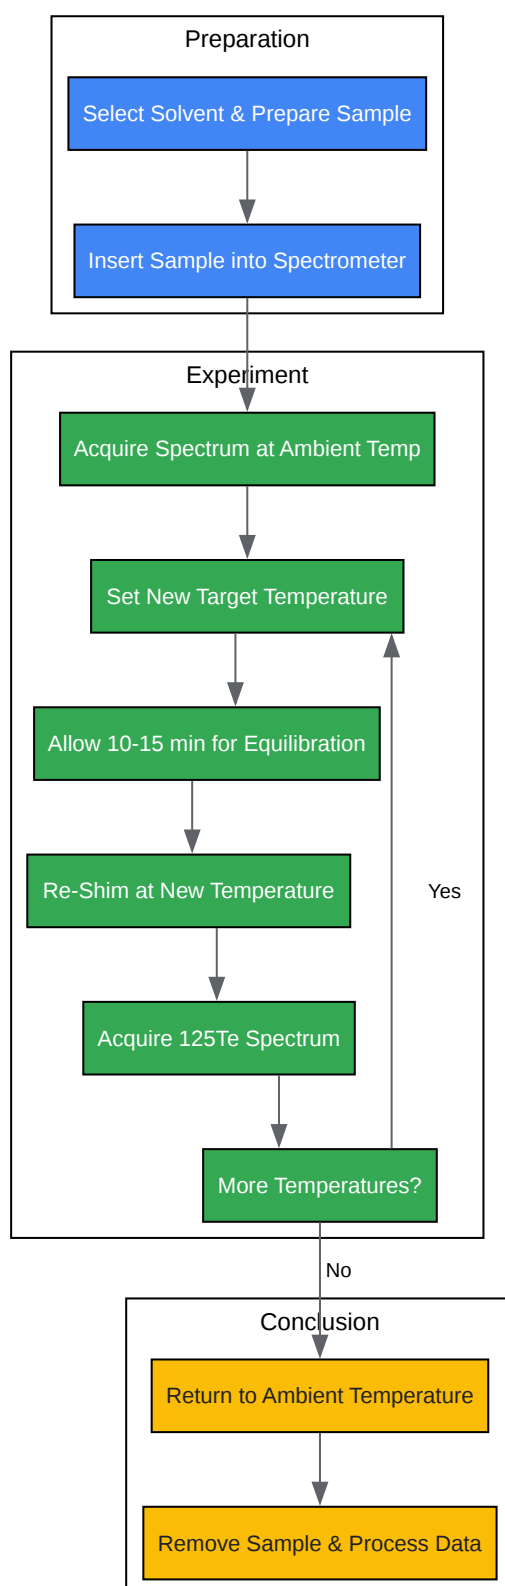 Preparation
Select Solvent & Prepare Sample
Insert Sample into Spectrometer
Experiment
Acquire Spectrum at Ambient Temp
Set New Target Temperature
Allow 10-15 min for Equilibration
Re-Shim at New Temperature
Yes
Acquire 125Te Spectrum
More Temperatures?
No
Conclusion
Return to Ambient Temperature
Remove Sample & Process Data